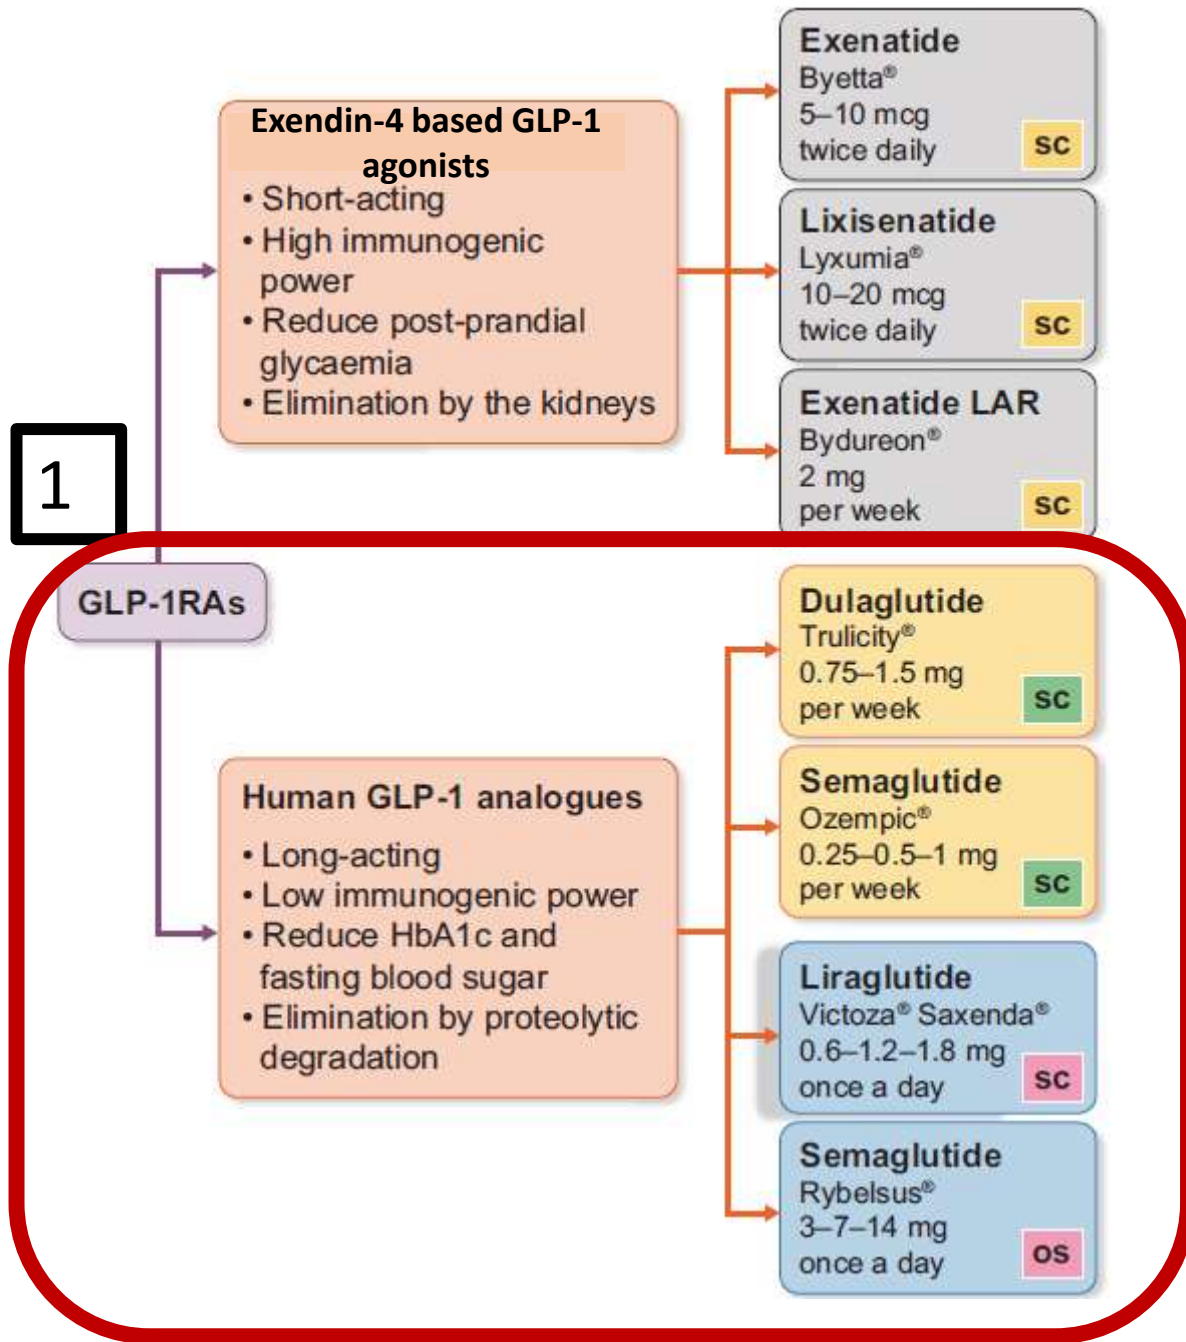 Exendin-4 based GLP-1
agonists
• Short-acting
• High immunogenic
power
• Reduce post-prandial
glycaemia
• Elimination by the kidneys
Exenatide
Byetta®
5–10 mcg
twice daily
sc
Lixisenatide
Lyxumia®
10–20 mcg
twice daily
sc
Exenatide LAR
Bydureon®
2 mg
per week
sc
1
GLP-1RAs
Human GLP-1 analogues
• Long-acting
• Low immunogenic power
• Reduce HbA1c and
fasting blood sugar
• Elimination by proteolytic
degradation
Dulaglutide
Trulicity®
0.75–1.5 mg
per week
sc
Semaglutide
Ozempic®
0.25–0.5–1 mg
per week
sc
Liraglutide
Victoza® Saxenda®
0.6–1.2–1.8 mg
once a day
sc
Semaglutide
Rybelsus®
3–7–14 mg
once a day
os